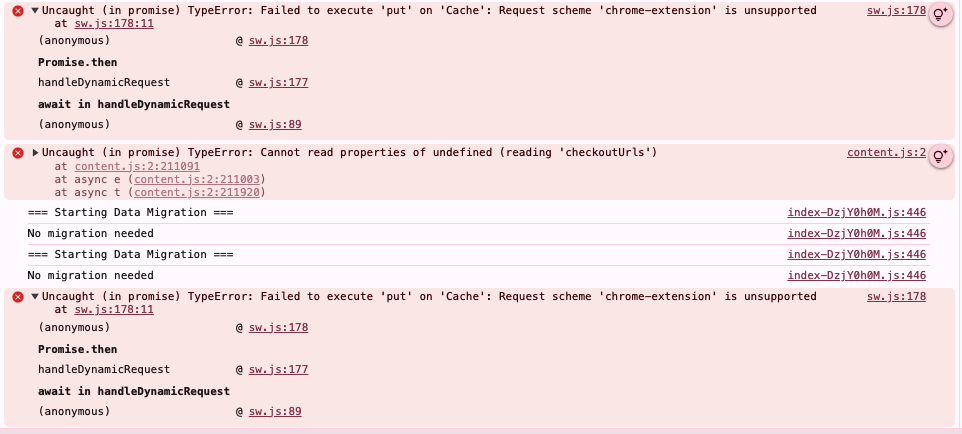 Uncaught (in promise) TypeError: Failed to execute 'put' on 'Cache': Request scheme 'chrome-extension' is unsupported sw.js:178
at sw.js:178:11
(anonymous) @ sw.js:178
Promise.then
handleDynamicRequest @ sw.js:177
await in handleDynamicRequest
(anonymous) @ sw.js:89
Uncaught (in promise) TypeError: Cannot read properties of undefined (reading 'checkoutUrls') content.js:2
at content.js:2:211091
at async e (content.js:2:211003)
at async t (content.js:2:211920)
=== Starting Data Migration === index-DzjY0h0M.js:446
No migration needed index-DzjY0h0M.js:446
=== Starting Data Migration === index-DzjY0h0M.js:446
No migration needed index-DzjY0h0M.js:446
Uncaught (in promise) TypeError: Failed to execute 'put' on 'Cache': Request scheme 'chrome-extension' is unsupported sw.js:178
at sw.js:178:11
(anonymous) @ sw.js:178
Promise.then
handleDynamicRequest @ sw.js:177
await in handleDynamicRequest
(anonymous) @ sw.js:89